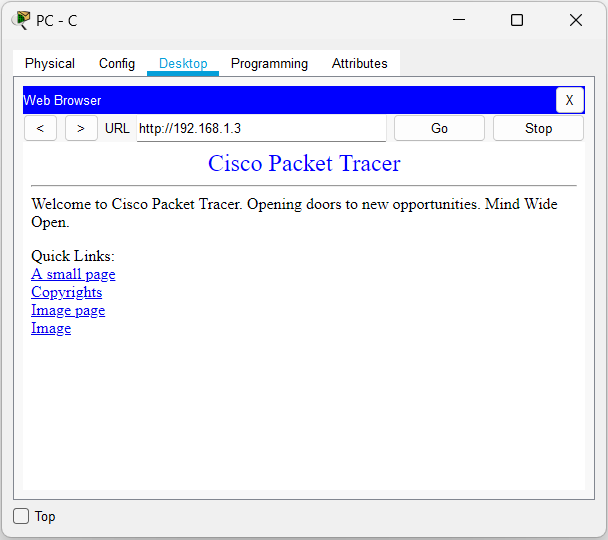 PC - C
Physical Config Desktop Programming Attributes
Web Browser X
< > URL http://192.168.1.3 Go Stop
Cisco Packet Tracer
Welcome to Cisco Packet Tracer. Opening doors to new opportunities. Mind Wide
Open.
Quick Links:
A small page
Copyrights
Image page
Image
Top